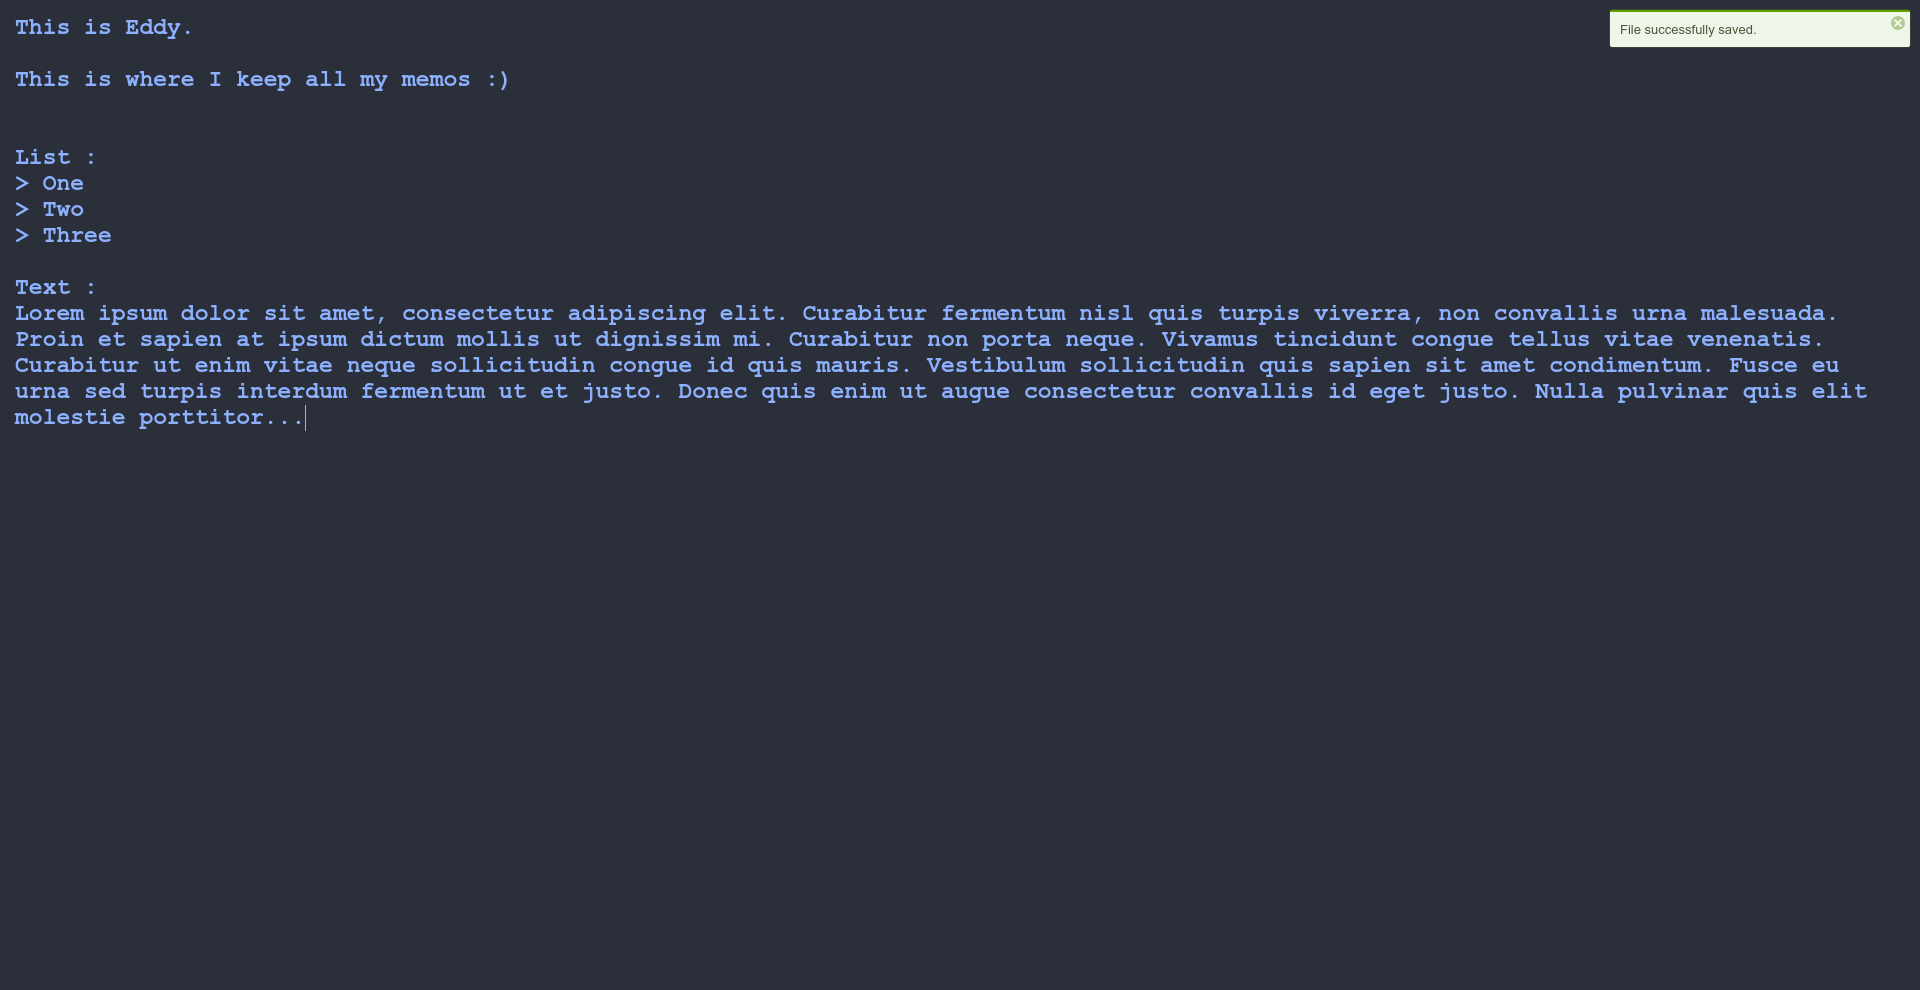 This is Eddy.
File successfully saved.
This is where I keep all my memos :)
List :
> One
> Two
> Three
Text :
Lorem ipsum dolor sit amet, consectetur adipiscing elit. Curabitur fermentum nisl quis turpis viverra, non convallis urna malesuada.
Proin et sapien at ipsum dictum mollis ut dignissim mi. Curabitur non porta neque. Vivamus tincidunt congue tellus vitae venenatis.
Curabitur ut enim vitae neque sollicitudin congue id quis mauris. Vestibulum sollicitudin quis sapien sit amet condimentum. Fusce eu
urna sed turpis interdum fermentum ut et justo. Donec quis enim ut augue consectetur convallis id eget justo. Nulla pulvinar quis elit
molestie porttitor...